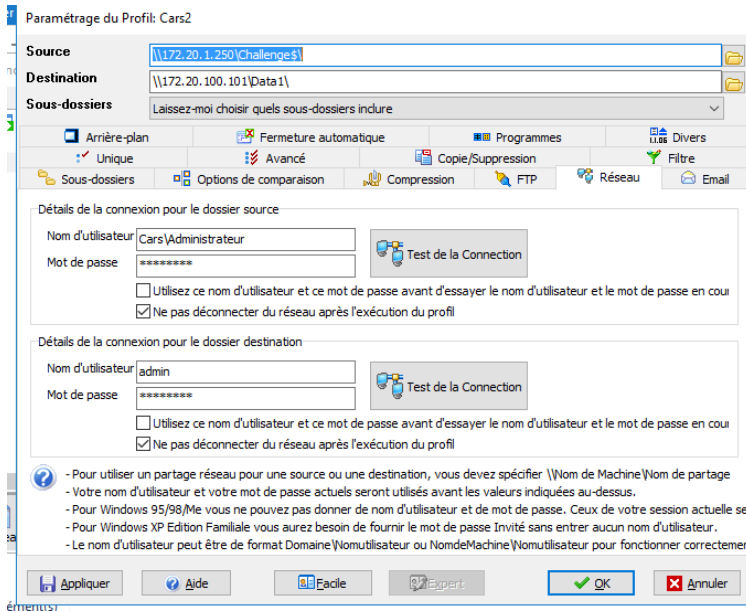 Paramétrage du Profil: Cars2
Source
\\172.20.1.250\Challenge$\
Destination
\\172.20.100.101\Data1\
Sous-dossiers
Laissez-moi choisir quels sous-dossiers inclure
Arrière-plan
Fermeture automatique
Programmes
Divers
Unique
Avancé
Copie/Suppression
Filtre
Sous-dossiers
Options de comparaison
Compression
FTP
Réseau
Email
Détails de la connexion pour le dossier source
Nom d'utilisateur
Cars\Administrateur
Mot de passe
********
Test de la Connection
Utilisez ce nom d'utilisateur et ce mot de passe avant d'essayer le nom d'utilisateur et le mot de passe en cour
Ne pas déconnecter du réseau après l'exécution du profil
Détails de la connexion pour le dossier destination
Nom d'utilisateur
admin
Mot de passe
********
Test de la Connection
Utilisez ce nom d'utilisateur et ce mot de passe avant d'essayer le nom d'utilisateur et le mot de passe en cour
Ne pas déconnecter du réseau après l'exécution du profil
- Pour utiliser un partage réseau pour une source ou une destination, vous devez spécifier \\Nom de Machine\Nom de partage
- Votre nom d'utilisateur et votre mot de passe actuels seront utilisés avant les valeurs indiquées au-dessus.
- Pour Windows 95/98/Me vous ne pouvez pas donner de nom d'utilisateur et de mot de passe. Ceux de votre session actuelle se
- Pour Windows XP Edition Familiale vous aurez besoin de fournir le mot de passe Invité sans entrer aucun nom d'utilisateur.
- Le nom d'utilisateur peut être de format Domaine\Nomutilisateur ou NomdeMachine\Nomutilisateur pour fonctionner correctemer
Appliquer
Aide
Facile
Expert
OK
Annuler